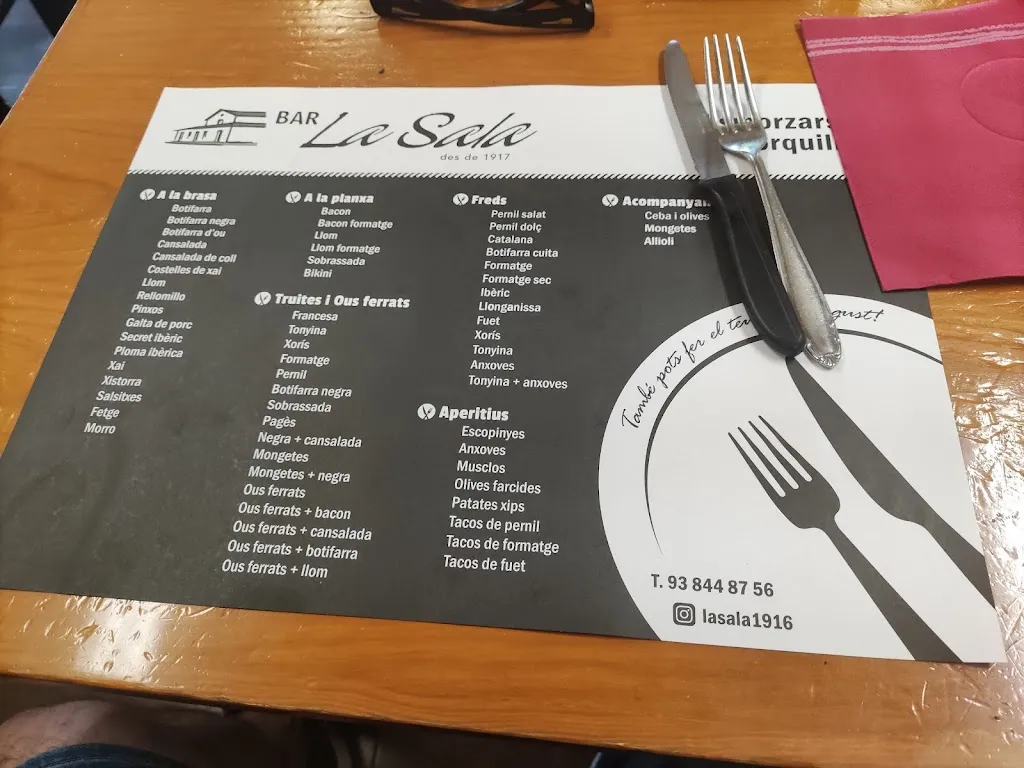 BAR La Sala
des de 1917
A la brasa
Botifarra
Botifarra negra
Botifarra d'ou
Cansalada
Cansalada de coll
Costelles de xai
Llom
Rellomillo
Pinxos
Galta de porc
Secret ibèric
Ploma ibèrica
Xai
Xistorra
Salsitxes
Fetge
Morro
A la planxa
Bacon
Bacon formatge
Llom
Llom formatge
Sobrassada
Bikini
Truites i Ous ferrats
Francesa
Tonyina
Xorís
Formatge
Pernil
Botifarra negra
Sobrassada
Pagès
Negra + cansalada
Mongetes
Mongetes + negra
Ous ferrats
Ous ferrats + bacon
Ous ferrats + cansalada
Ous ferrats + botifarra
Ous ferrats + llom
Freds
Pernil salat
Pernil dolç
Catalana
Botifarra cuita
Formatge
Formatge sec
Ibèric
Llonganissa
Fuet
Xorís
Tonyina
Anxoves
Tonyina + anxoves
Aperitius
Escopinyes
Anxoves
Musclos
Olives farcides
Patates xips
Tacos de pernil
Tacos de formatge
Tacos de fuet
Ceba i olives
Mongetes
Allioli
També pots fer el
T. 93 844 87 56
lasala1916